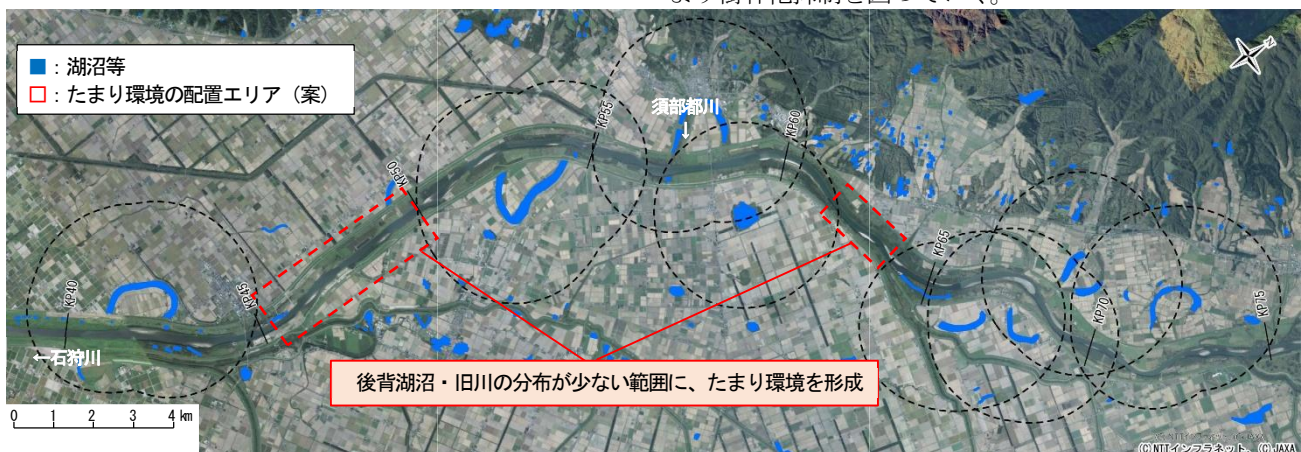 ■：湖沼等
□：たまり環境の配置エリア（案）
須部都川
↓
KP40
KP45
KP50
KP55
KP60
KP65
KP70
KP75
←石狩川
後背湖沼・旧川の分布が少ない範囲に、たまり環境を形成
0 1 2 3 4 km
(C)NTTインフラネット、(C)JAXA